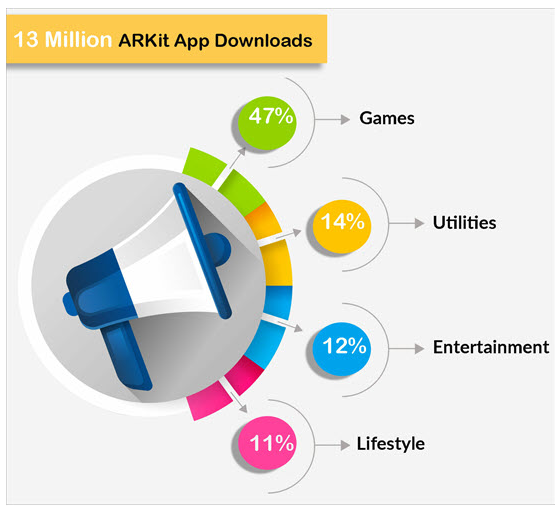 13 Million ARKit App Downloads
47% Games
14% Utilities
12% Entertainment
11% Lifestyle